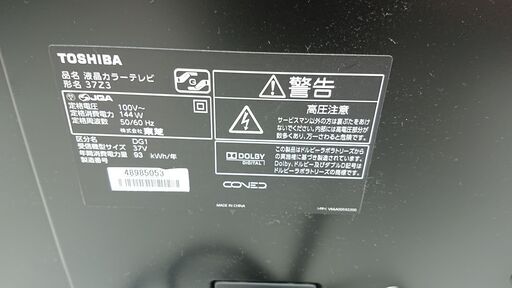 TOSHIBA
品名 液晶カラーテレビ
形名 37Z3
JQA
定格電圧 100V~
定格消費電力 144W
定格周波数 50/60 Hz
株式会社 東芝
区分名 DG1
受信機型サイズ 37V
年間消費電力量 93 kWh/年
製造番号
48985053
警告
高圧注意
サービスマン以外の方は裏ぶたをあけないでください。内部には高電圧部分が数多くあり、万一さわると危険です。
DOLBY
DIGITAL
この製品はドルビーラボラトリーズからの実施権に基づき製造されています。Dolby、ドルビー及びダブルD記号はドルビーラボラトリーズの商標です。
MADE IN CHINA